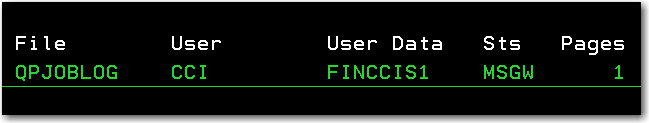 File User User Data Sts Pages
QPJOBLOG CCI FINCCIS1 MSGW 1